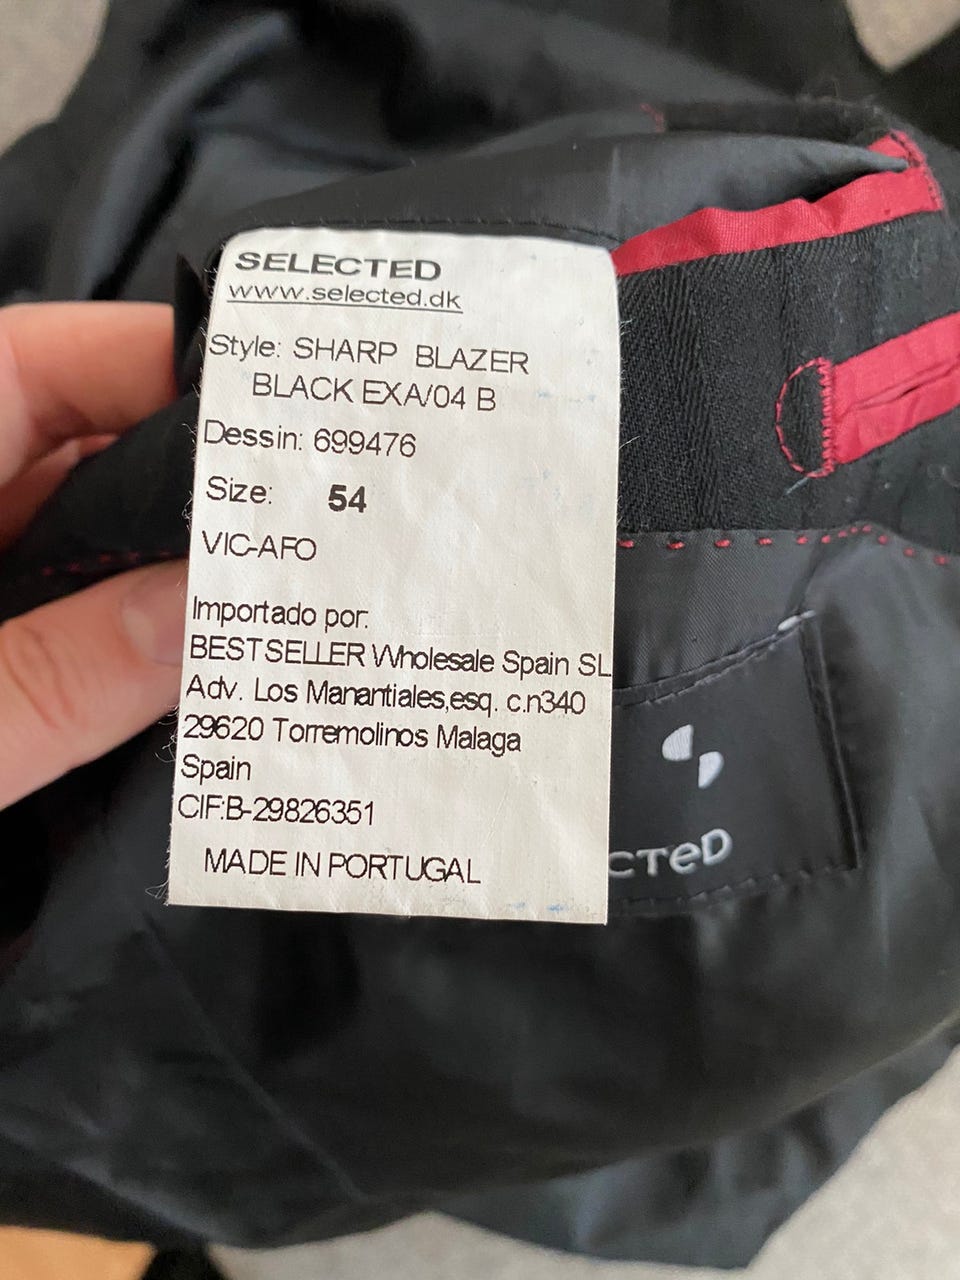 SELECTED
www.selected.dk
Style: SHARP BLAZER
BLACK EXA/04 B
Dessin: 699476
Size: 54
VIC-AFO
Importado por:
BESTSELLER Wholesale Spain SL
Adv. Los Manantiales,esq. c.n340
29620 Torremolinos Malaga
Spain
CIF:B-29826351
MADE IN PORTUGAL
CTeD